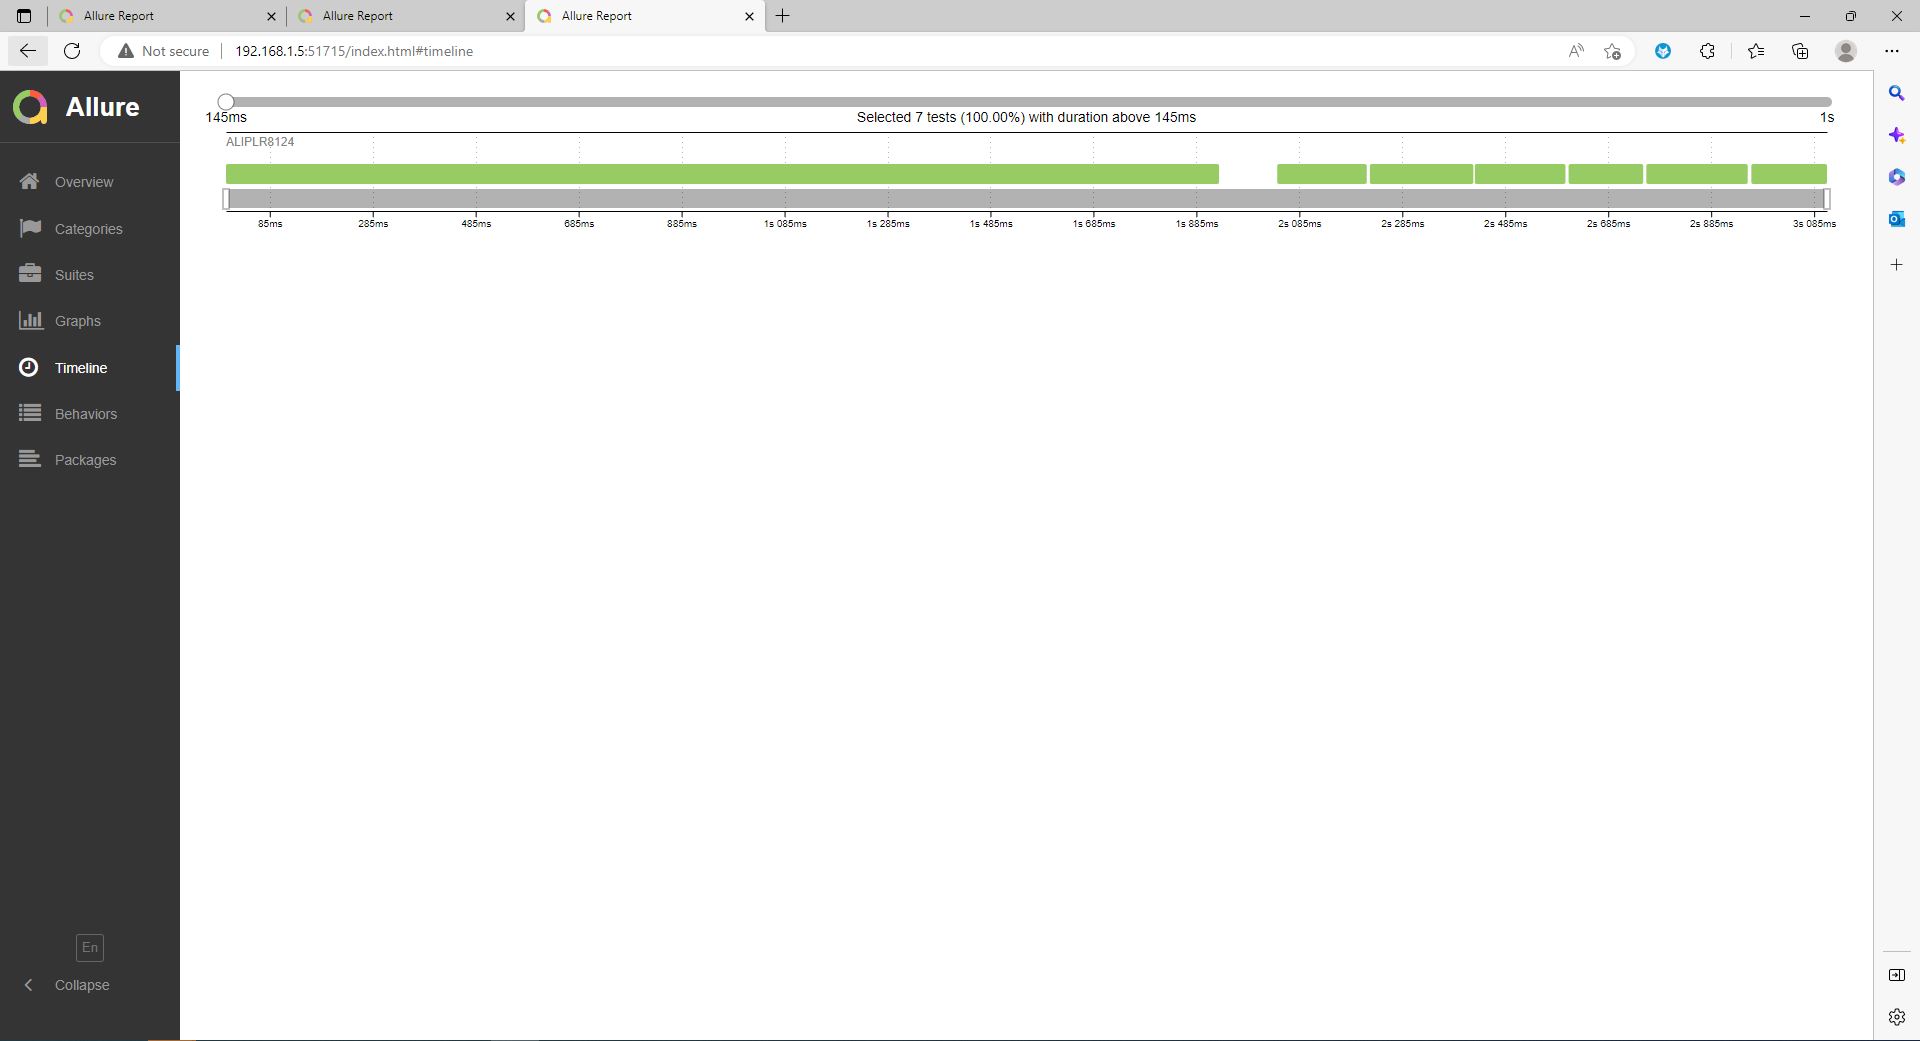 Allure Report
Allure Report
Allure Report
Not secure
192.168.1.5:51715/index.html#timeline
Allure
Overview
Categories
Suites
Graphs
Timeline
Behaviors
Packages
En
Collapse
145ms
Selected 7 tests (100.00%) with duration above 145ms
1s
ALIPLR8124
85ms 285ms 485ms 685ms 885ms 1s 085ms 1s 285ms 1s 485ms 1s 685ms 1s 885ms 2s 085ms 2s 285ms 2s 485ms 2s 685ms 2s 885ms 3s 085ms